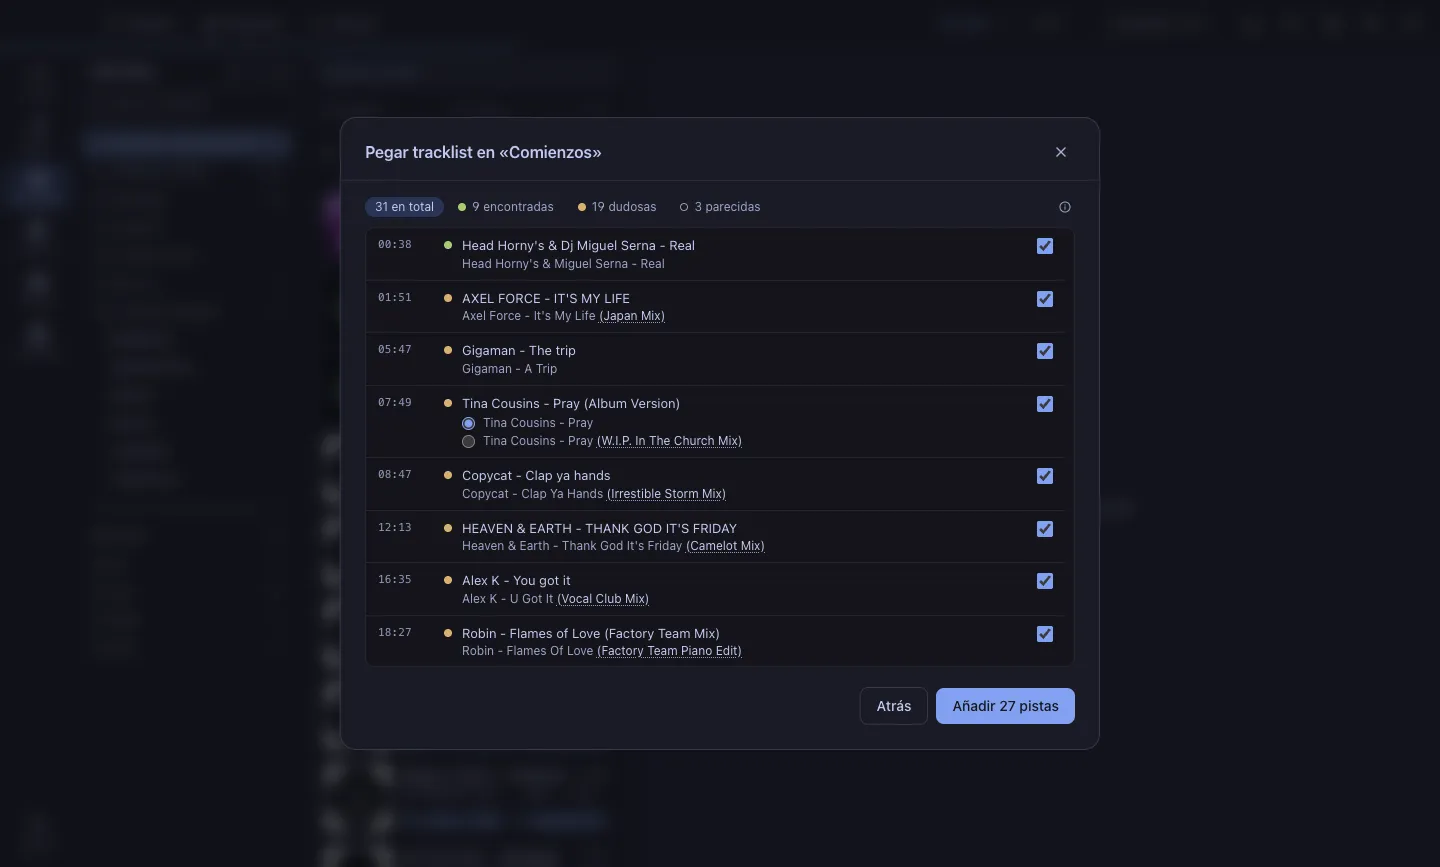 Pegar tracklist en «Comienzos»
31 en total 9 encontradas 19 dudosas 3 parecidas
00:38 Head Horny's & Dj Miguel Serna - Real
Head Horny's & Miguel Serna - Real
01:51 AXEL FORCE - IT'S MY LIFE
Axel Force - It's My Life (Japan Mix)
05:47 Gigaman - The trip
Gigaman - A Trip
07:49 Tina Cousins - Pray (Album Version)
Tina Cousins - Pray
Tina Cousins - Pray (W.I.P. In The Church Mix)
08:47 Copycat - Clap ya hands
Copycat - Clap Ya Hands (Irrestible Storm Mix)
12:13 HEAVEN & EARTH - THANK GOD IT'S FRIDAY
Heaven & Earth - Thank God It's Friday (Camelot Mix)
16:35 Alex K - You got it
Alex K - U Got It (Vocal Club Mix)
18:27 Robin - Flames of Love (Factory Team Mix)
Robin - Flames Of Love (Factory Team Piano Edit)
Atrás Añadir 27 pistas